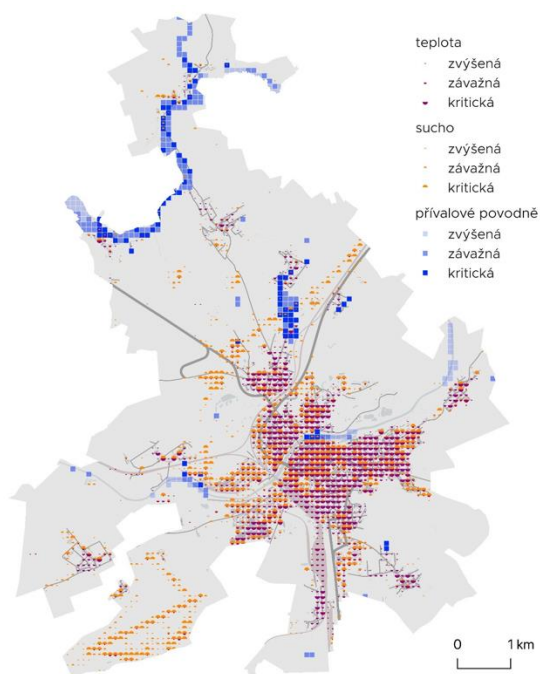 teplota
zvýšená
závažná
kritická
sucho
zvýšená
závažná
kritická
přívalové povodně
zvýšená
závažná
kritická
0 1 km